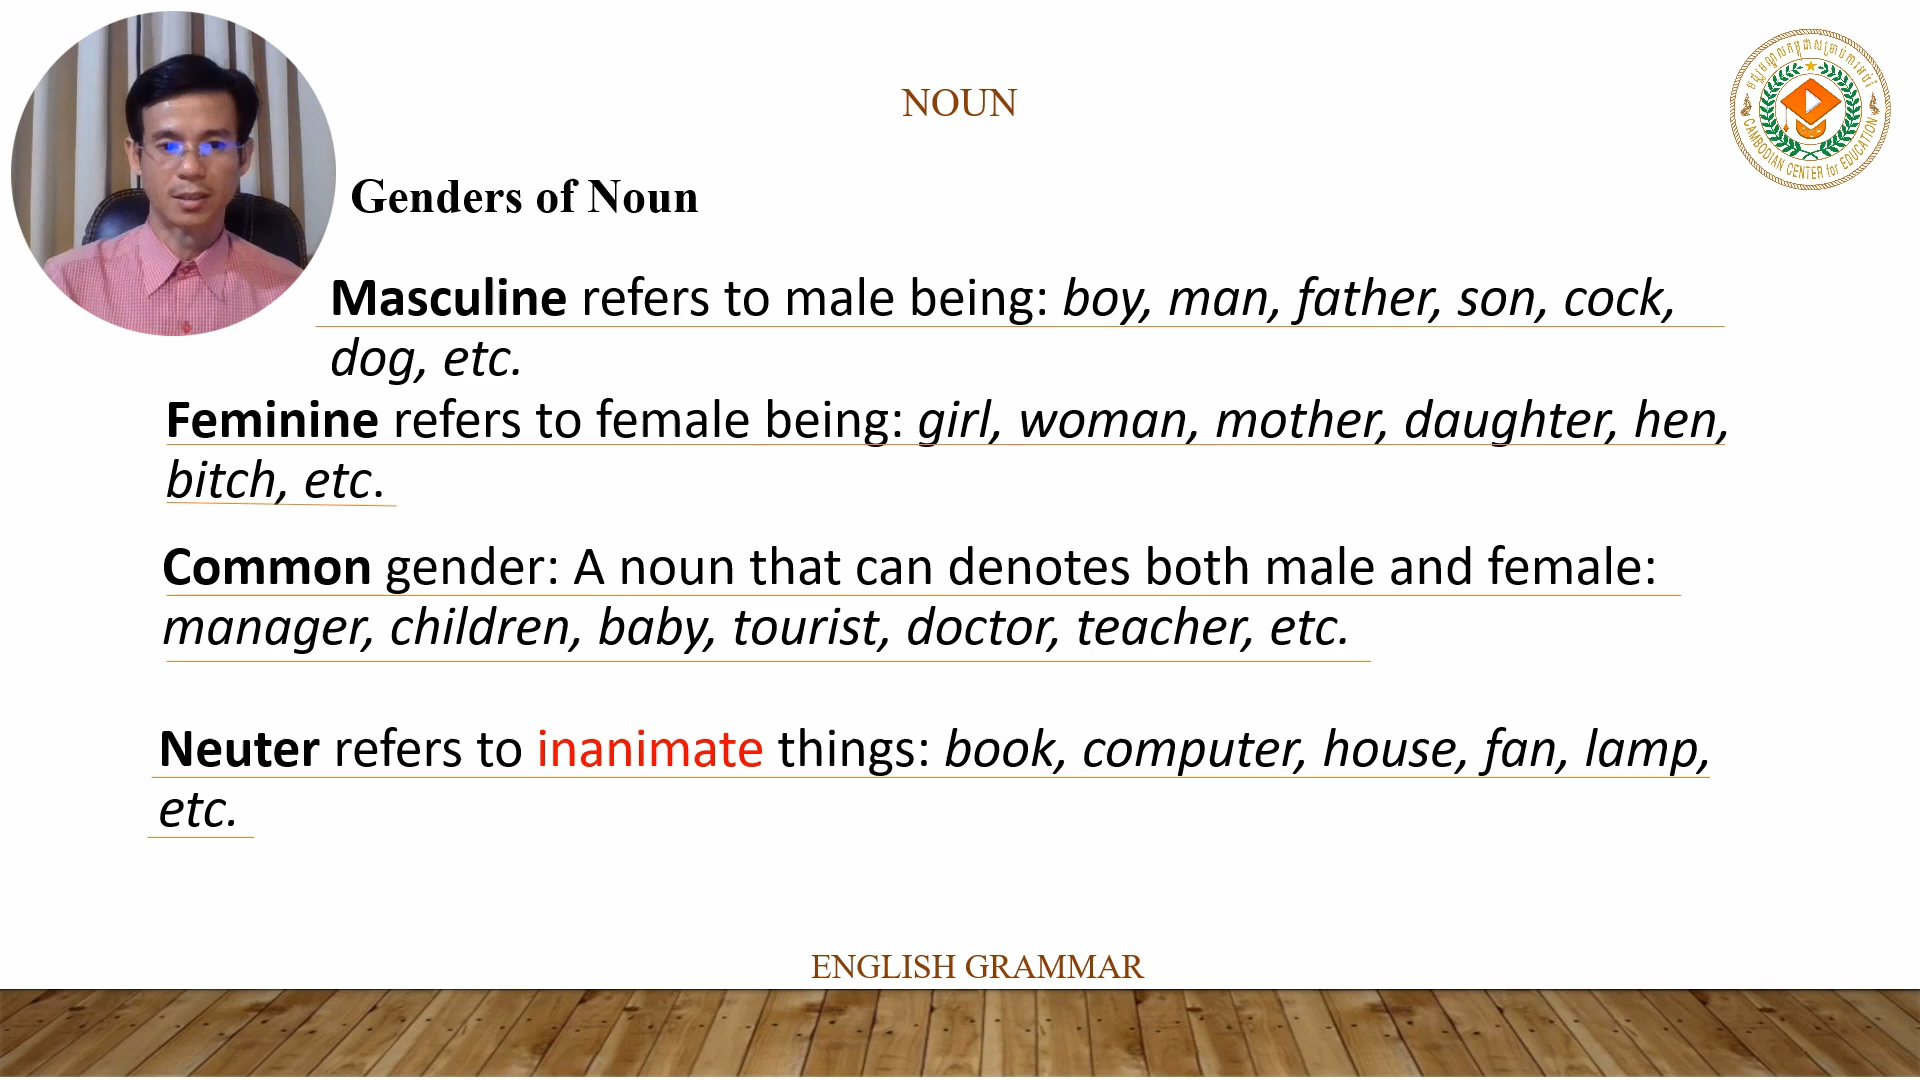 NOUN
CAMBODIAN CENTER for EDUCATION
Genders of Noun
Masculine refers to male being: boy, man, father, son, cock,
dog, etc.
Feminine refers to female being: girl, woman, mother, daughter, hen,
bitch, etc.
Common gender: A noun that can denotes both male and female:
manager, children, baby, tourist, doctor, teacher, etc.
Neuter refers to inanimate things: book, computer, house, fan, lamp,
etc.
ENGLISH GRAMMAR